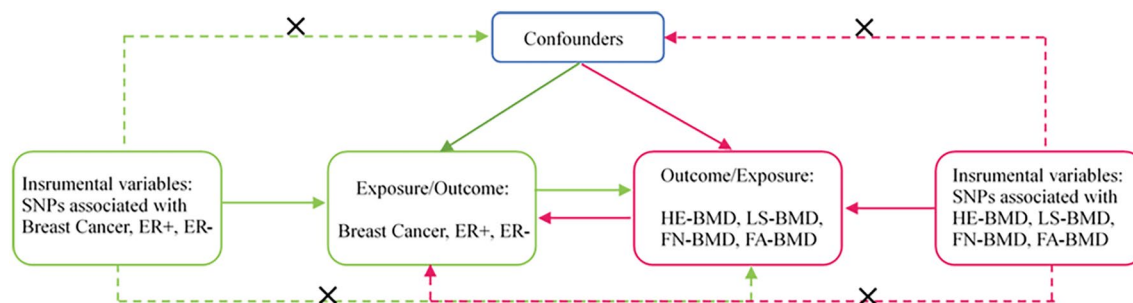 Confounders
Insrumental variables:
SNPs associated with
Breast Cancer, ER+, ER-
Exposure/Outcome:
Breast Cancer, ER+, ER-
Outcome/Exposure:
HE-BMD, LS-BMD,
FN-BMD, FA-BMD
Insrumental variables:
SNPs associated with
HE-BMD, LS-BMD,
FN-BMD, FA-BMD